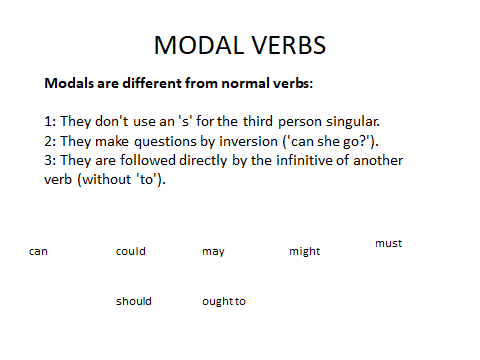 MODAL VERBS
Modals are different from normal verbs:
1: They don't use an 's' for the third person singular.
2: They make questions by inversion ('can she go?').
3: They are followed directly by the infinitive of another
verb (without 'to').
can could may might must
should ought to